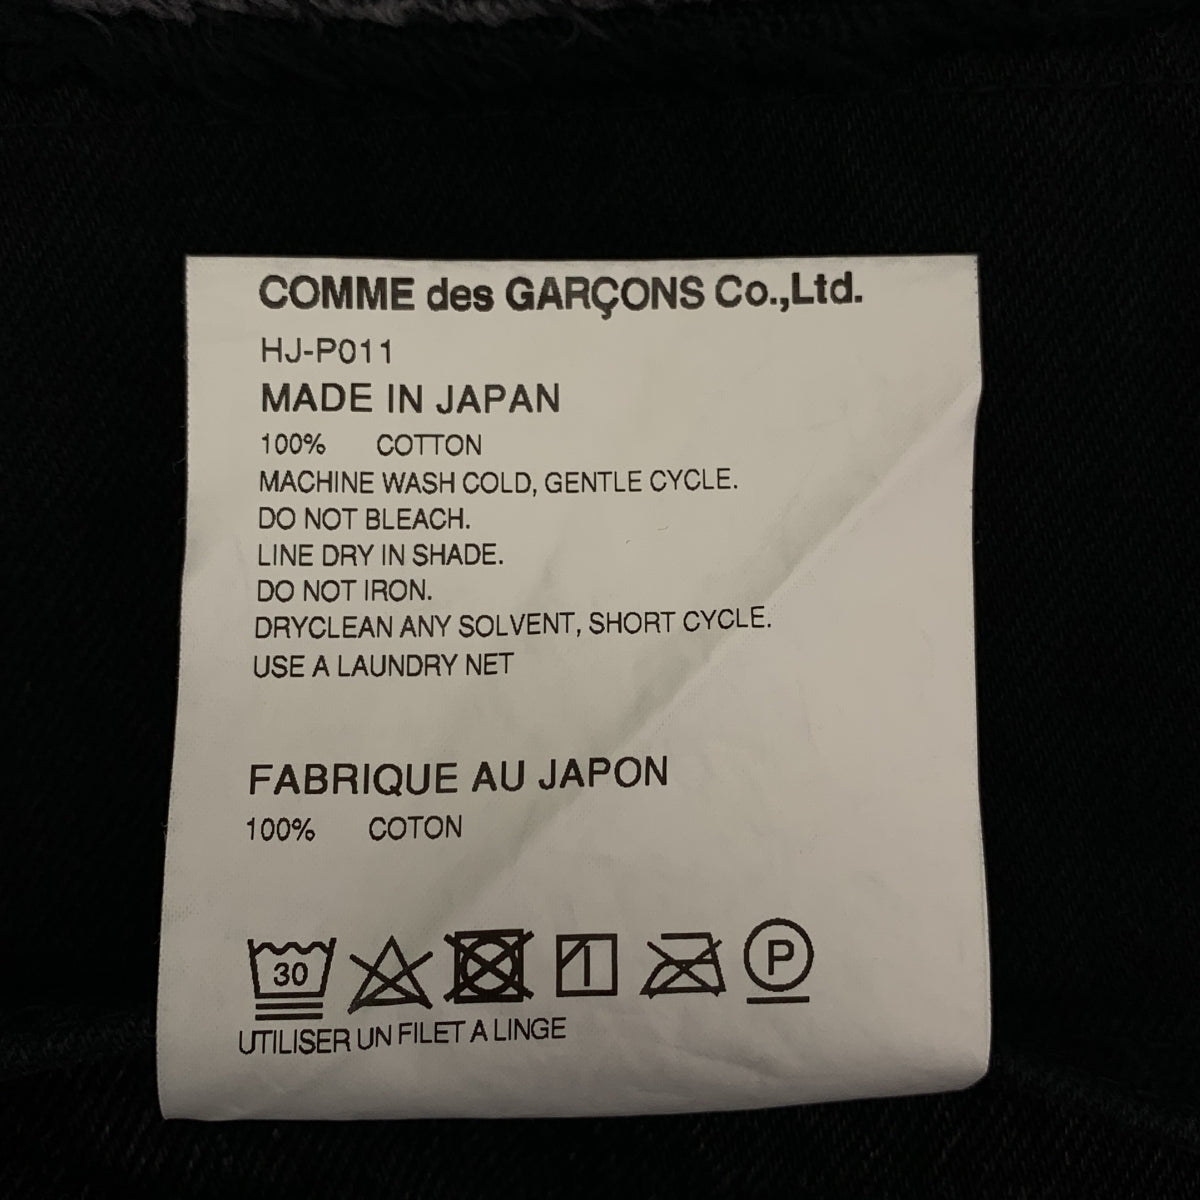 COMME des GARÇONS Co.,Ltd.
HJ-P011
MADE IN JAPAN
100% COTTON
MACHINE WASH COLD, GENTLE CYCLE.
DO NOT BLEACH.
LINE DRY IN SHADE.
DO NOT IRON.
DRYCLEAN ANY SOLVENT, SHORT CYCLE.
USE A LAUNDRY NET
FABRIQUE AU JAPON
100% COTON
30 P
UTILISER UN FILET A LINGE